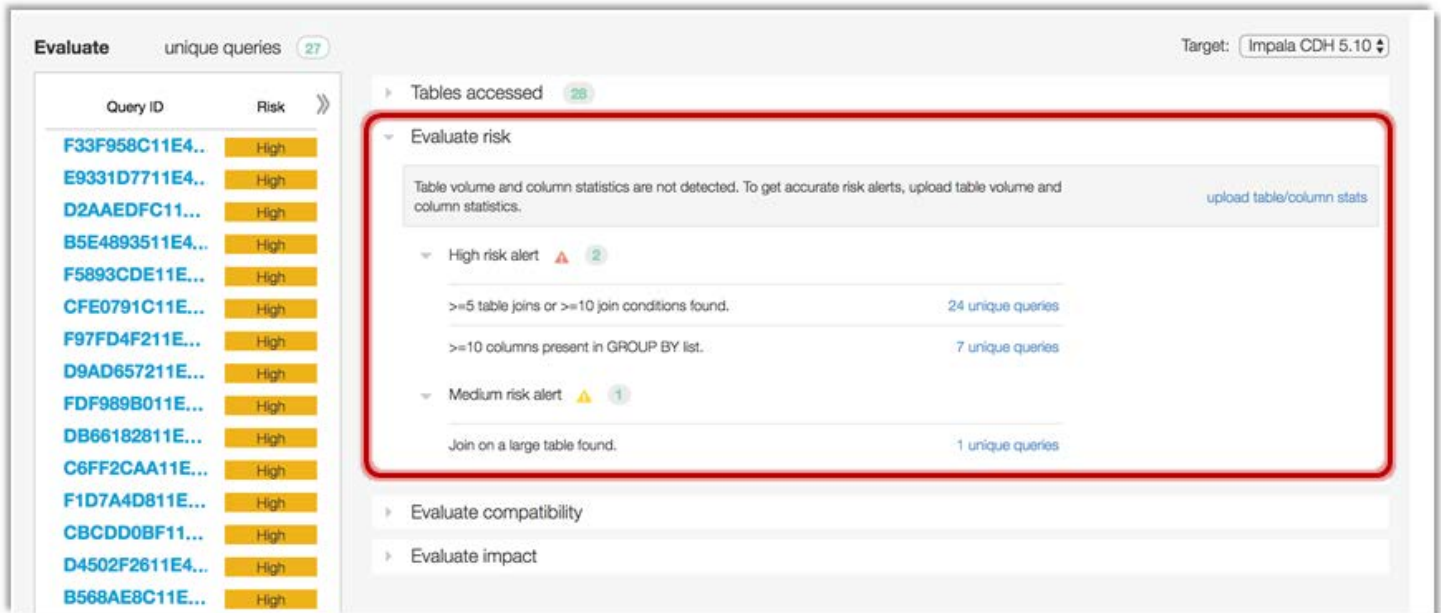 Evaluate unique queries 27
Target: Impala CDH 5.10
Query ID Risk
F33F958C11E4.. High
E9331D7711E4.. High
D2AAEDFC11... High
B5E4893511E4... High
F5893CDE11E... High
CFE0791C11E... High
F97FD4F211E... High
D9AD657211E... High
FDF989B011E... High
DB66182811E... High
C6FF2CAA11E... High
F1D7A4D811E... High
CBCDD0BF11... High
D4502F2611E4... High
B568AE8C11E... High
Tables accessed 28
Evaluate risk
Table volume and column statistics are not detected. To get accurate risk alerts, upload table volume and
column statistics.
upload table/column stats
High risk alert 2
>=5 table joins or >=10 join conditions found. 24 unique queries
>=10 columns present in GROUP BY list. 7 unique queries
Medium risk alert 1
Join on a large table found. 1 unique queries
Evaluate compatibility
Evaluate impact